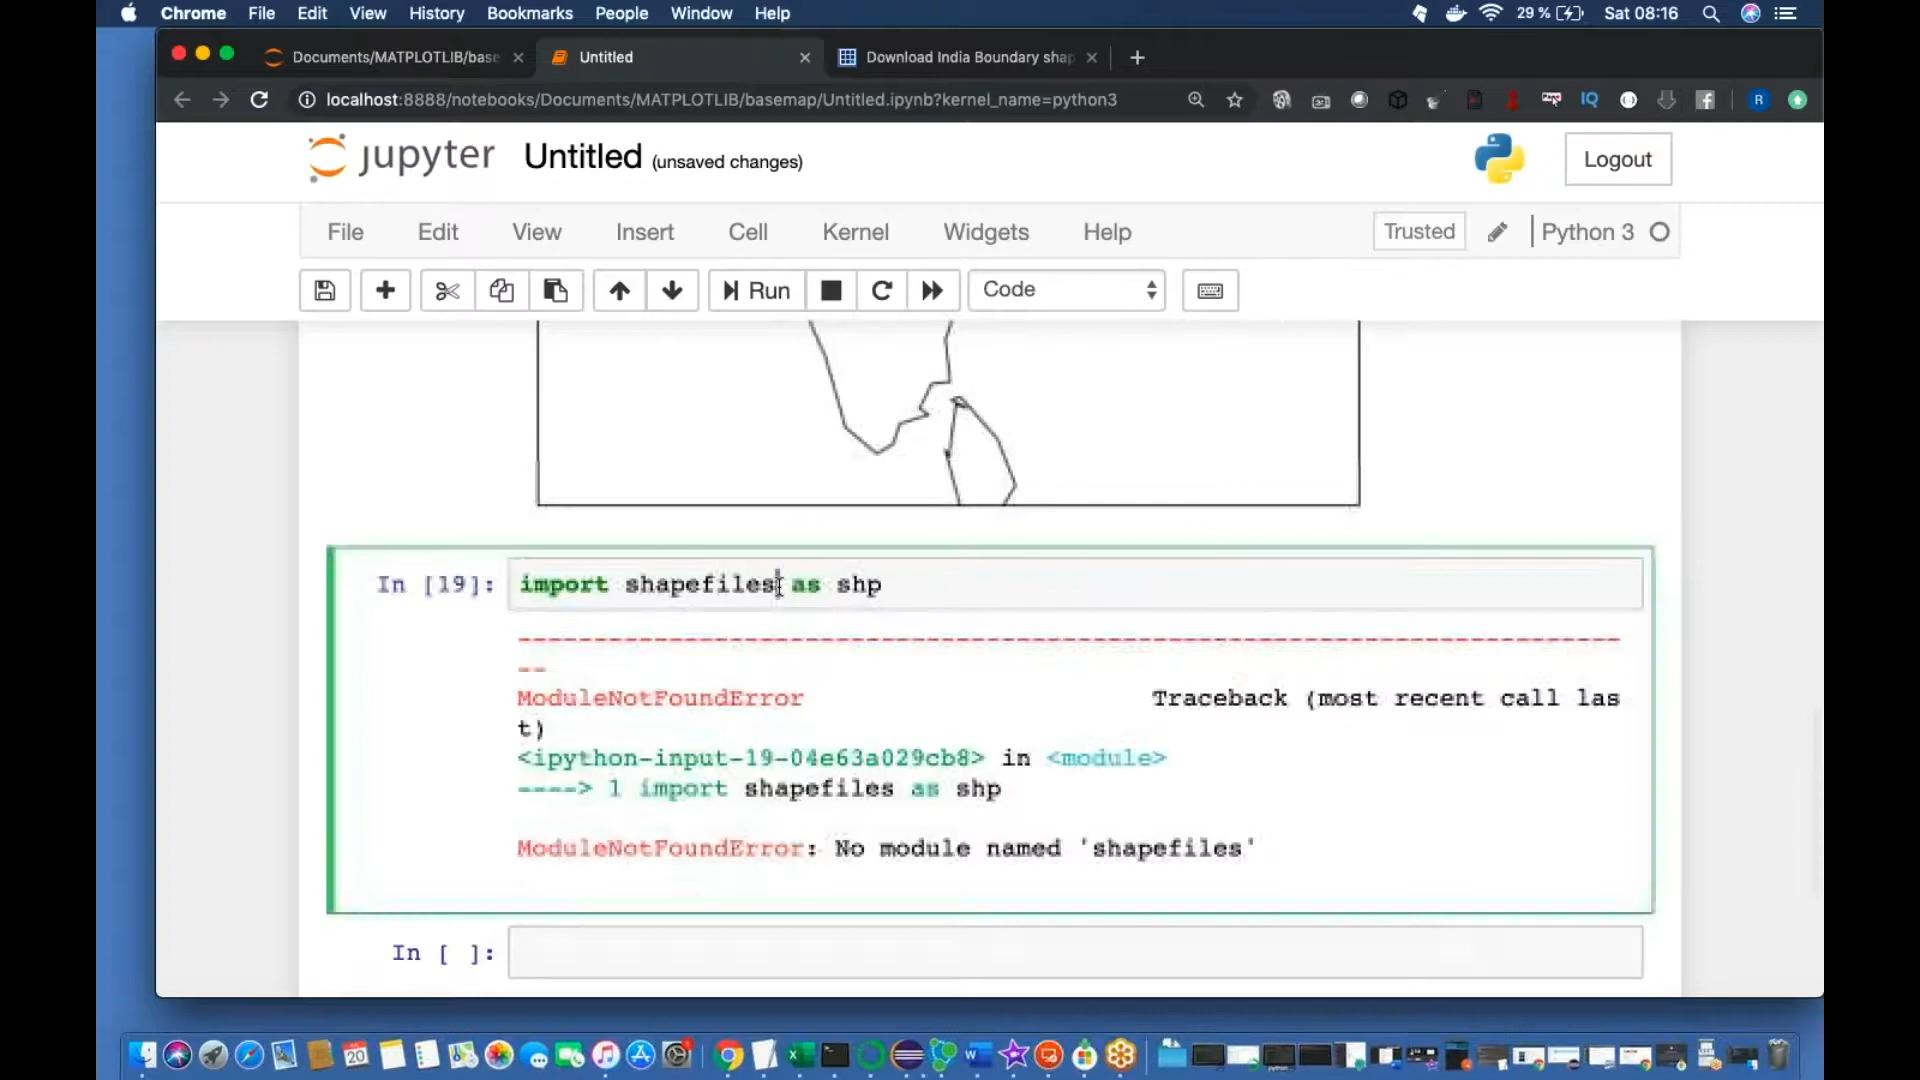 Chrome File Edit View History Bookmarks People Window Help 29 % Sat 08:16
Documents/MATPLOTLIB/base Untitled Download India Boundary shap
localhost:8888/notebooks/Documents/MATPLOTLIB/basemap/Untitled.ipynb?kernel_name=python3 IQ R
jupyter Untitled (unsaved changes) Logout
File Edit View Insert Cell Kernel Widgets Help Trusted Python 3
Run Code
In [19]: import shapefiles as shp
---------------------------------------------------------------------------
--
ModuleNotFoundError Traceback (most recent call las
t)
<ipython-input-19-04e63a029cb8> in <module>
----> 1 import shapefiles as shp
ModuleNotFoundError: No module named 'shapefiles'
In [ ]:
20